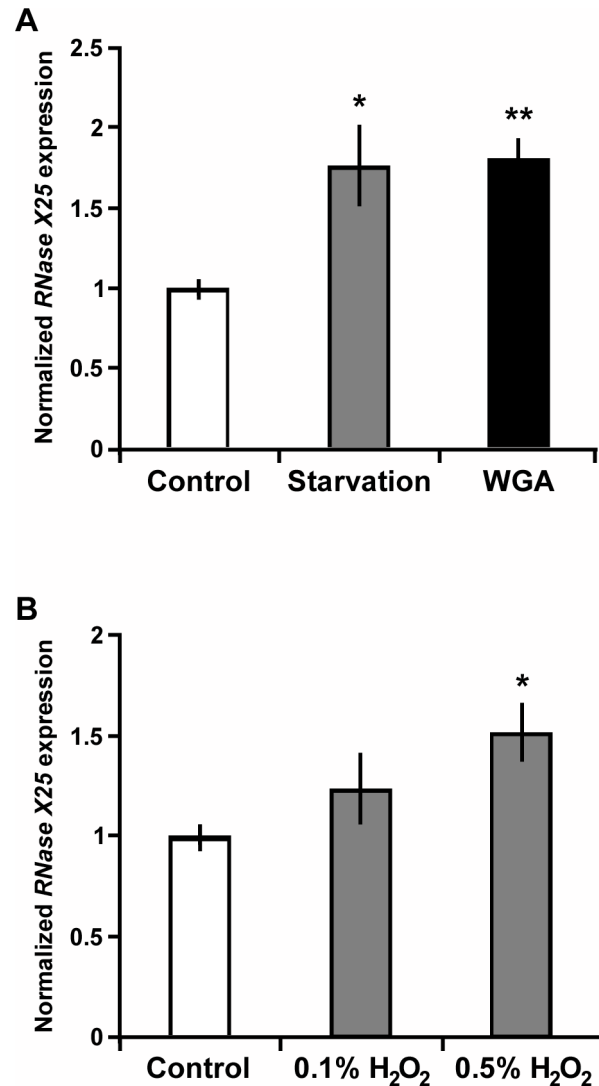 A
Normalized RNase X25 expression
2.5
2
1.5
1
0.5
0
*
**
Control Starvation WGA
B
Normalized RNase X25 expression
2
1.5
1
0.5
0
*
Control 0.1% H₂O₂ 0.5% H₂O₂